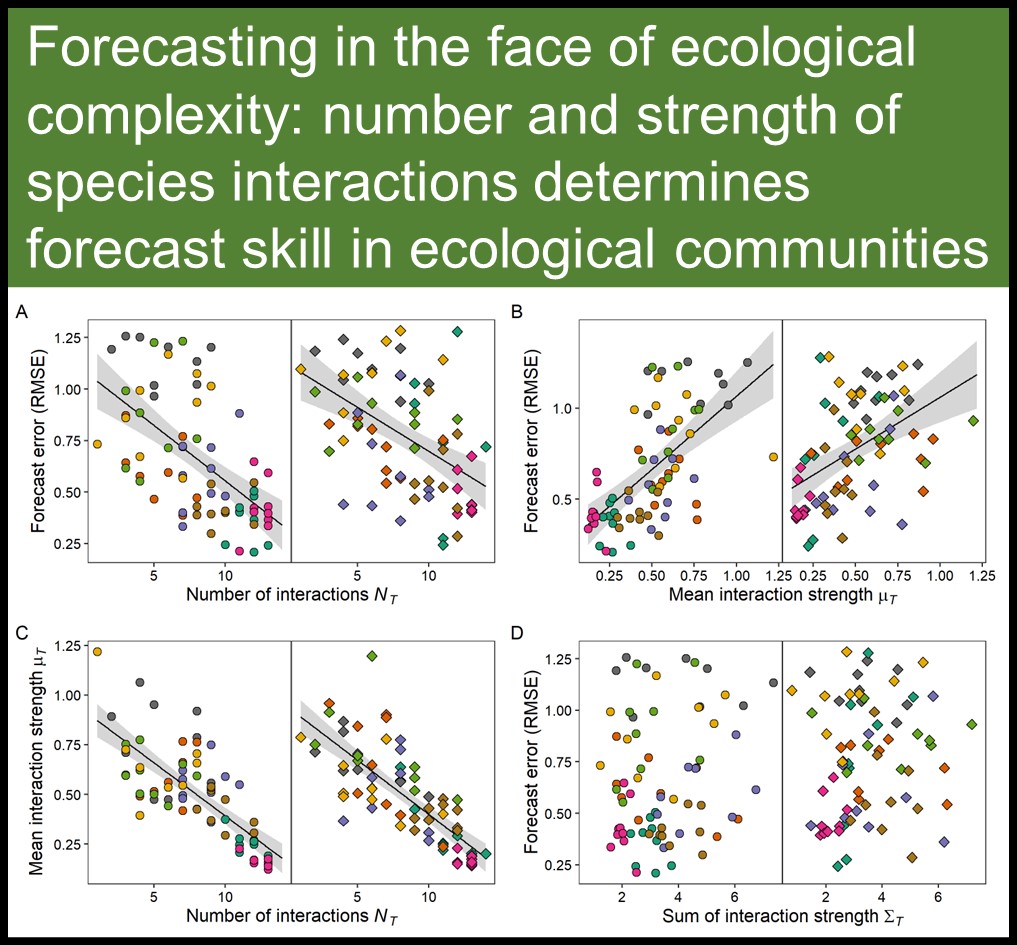 Forecasting in the face of ecological
complexity: number and strength of
species interactions determines
forecast skill in ecological communities
A
Forecast error (RMSE)
1.25
1.00
0.75
0.50
0.25
5 10 5 10
Number of interactions N_T
B
Forecast error (RMSE)
1.0
0.5
0.25 0.50 0.75 1.00 1.25 0.25 0.50 0.75 1.00 1.25
Mean interaction strength μ_T
C
Mean interaction strength μ_T
1.25
1.00
0.75
0.50
0.25
5 10 5 10
Number of interactions N_T
D
Forecast error (RMSE)
1.25
1.00
0.75
0.50
0.25
2 4 6 2 4 6
Sum of interaction strength Σ_T